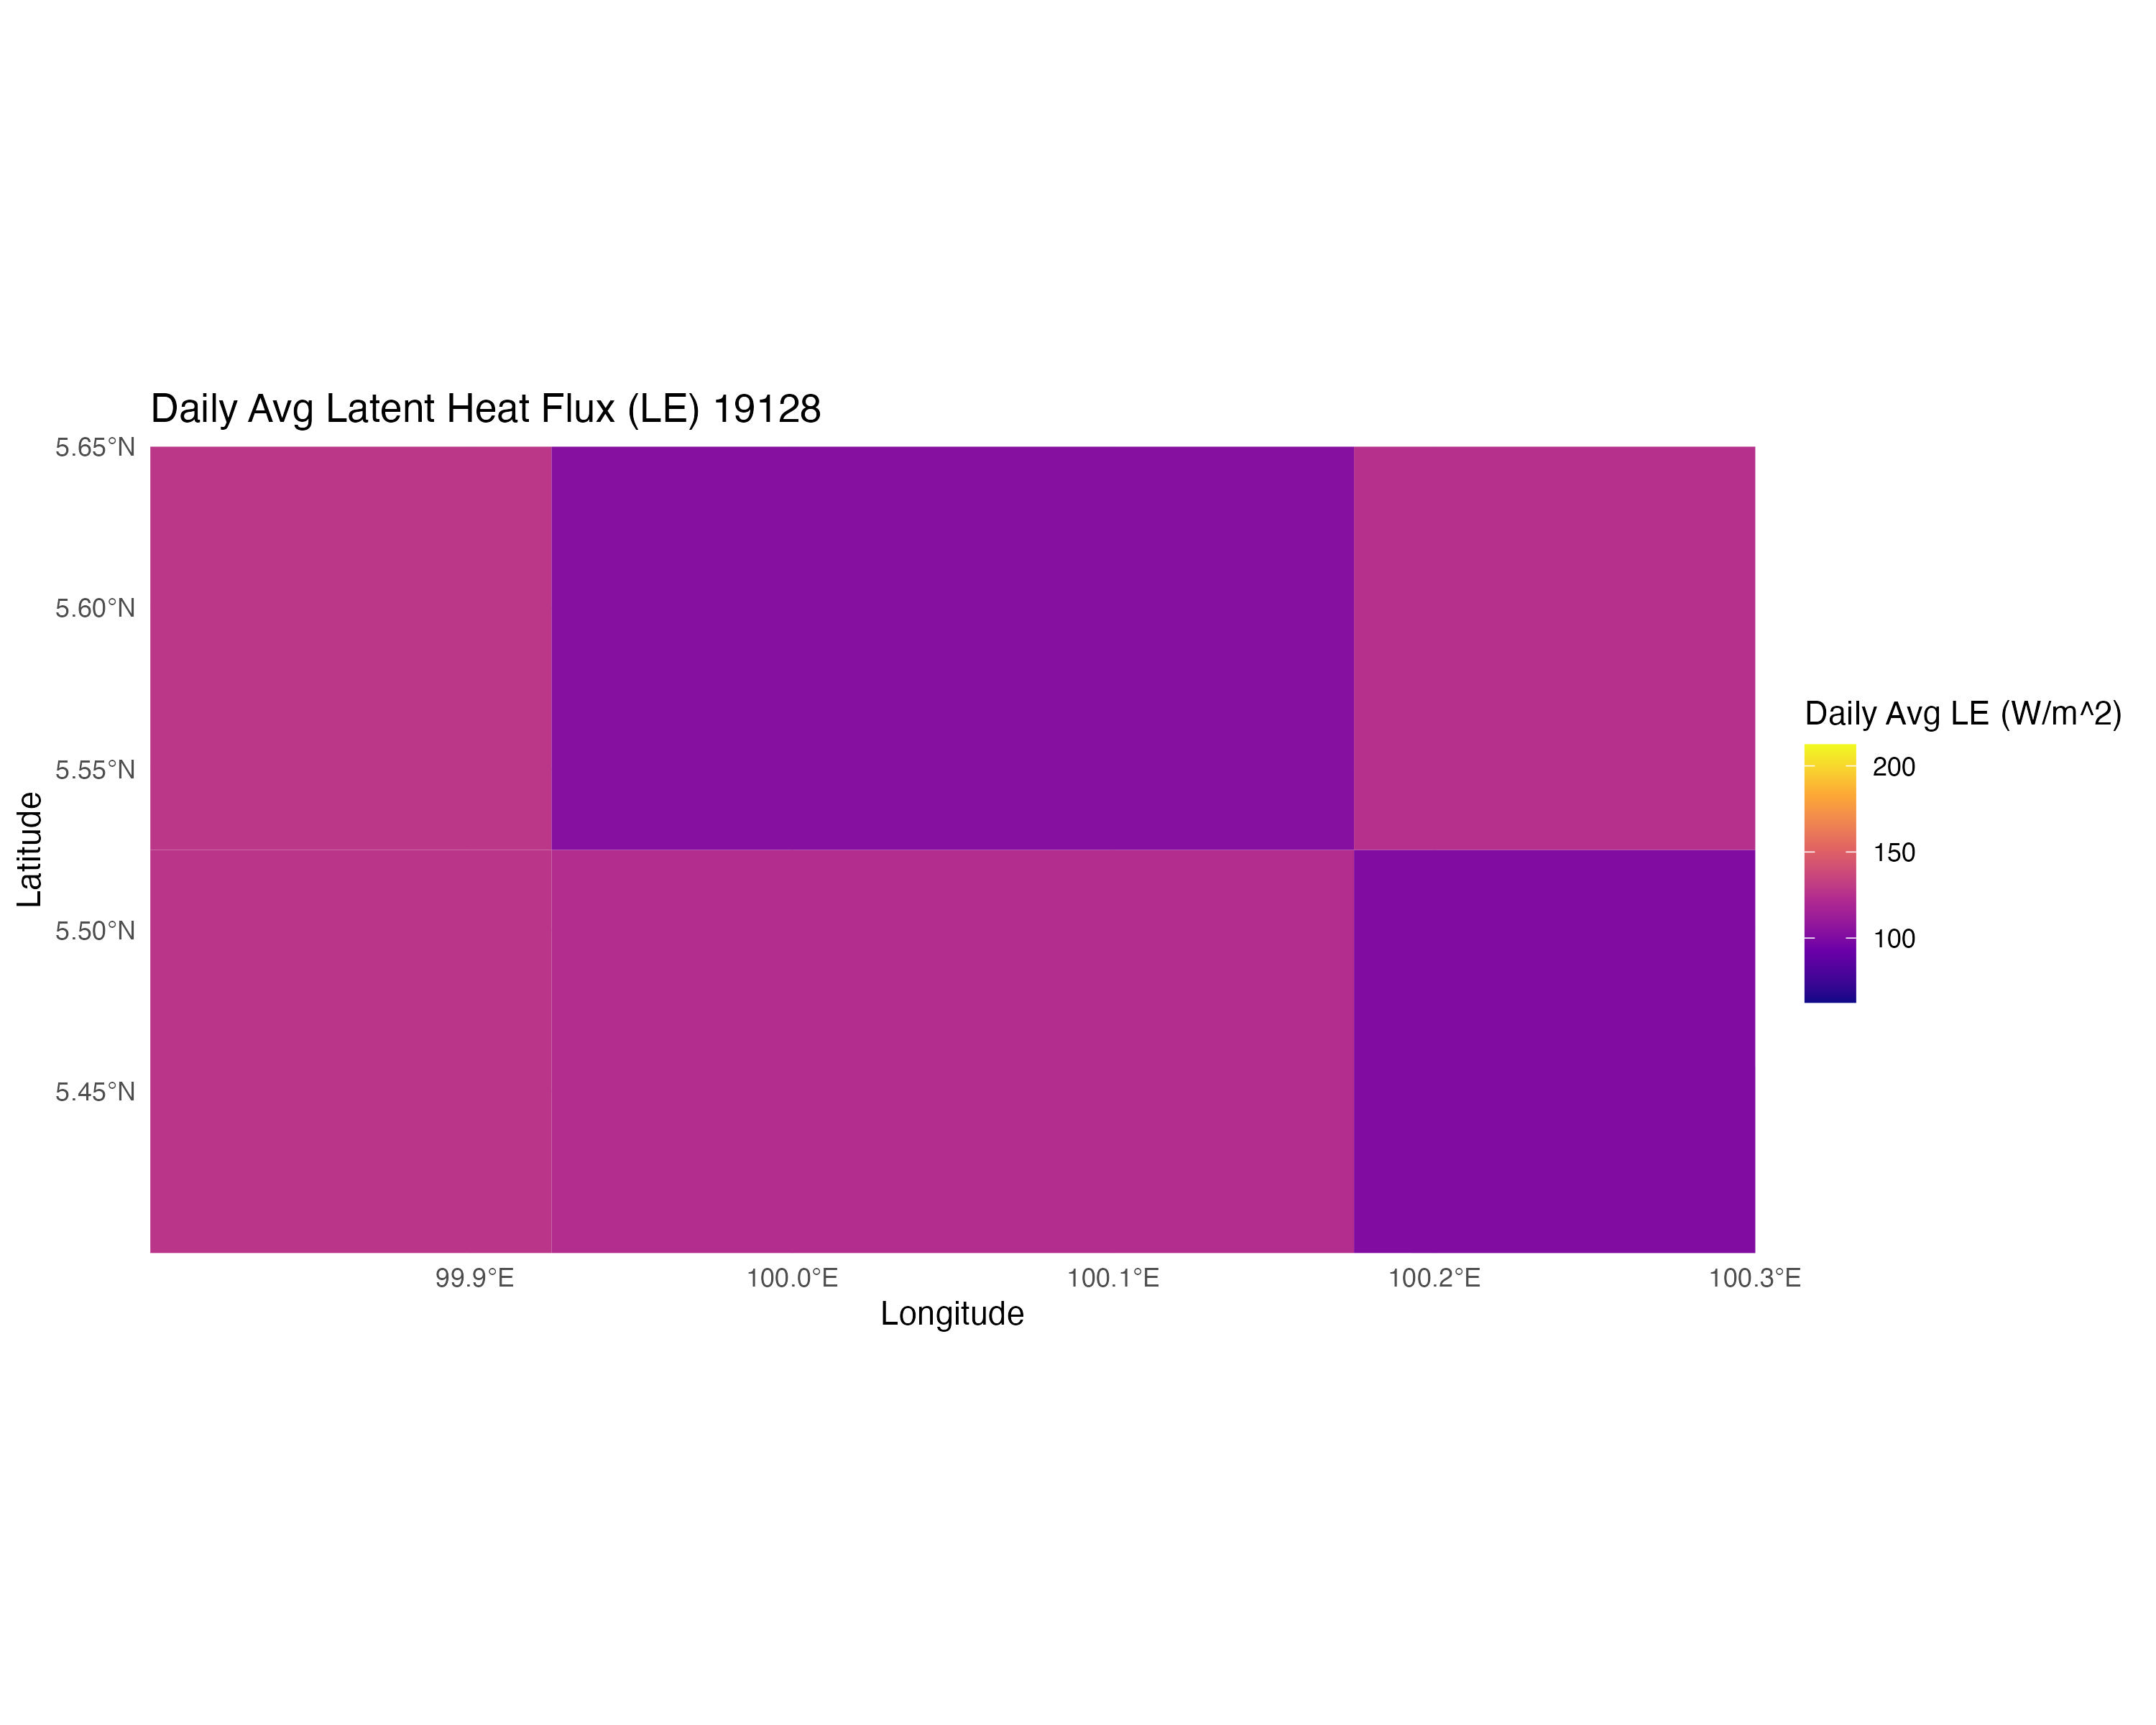 Daily Avg Latent Heat Flux (LE) 19128
5.65°N
5.60°N
5.55°N
5.50°N
5.45°N
Latitude
99.9°E
100.0°E
100.1°E
100.2°E
100.3°E
Longitude
Daily Avg LE (W/m^2)
200
150
100